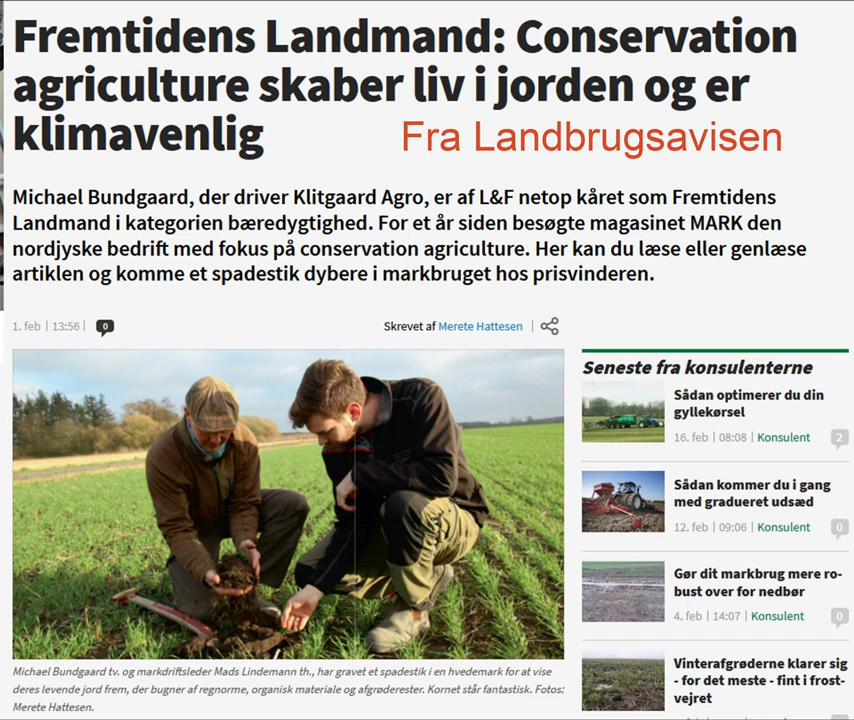 Fremtidens Landmand: Conservation
agriculture skaber liv i jorden og er
klimavenlig
Fra Landbrugsavisen
Michael Bundgaard, der driver Klitgaard Agro, er af L&F netop kåret som Fremtidens
Landmand i kategorien bæredygtighed. For et år siden besøgte magasinet MARK den
nordjyske bedrift med fokus på conservation agriculture. Her kan du læse eller genlæse
artiklen og komme et spadestik dybere i markbruget hos prisvinderen.
1. feb | 13:56 | 0
Skrevet af Merete Hattesen |
Michael Bundgaard tv. og markdriftsleder Mads Lindemann th., har gravet et spadestik i en hvedemark for at vise
deres levende jord frem, der bugner af regnorme, organisk materiale og afgrøderester. Kornet står fantastisk. Fotos:
Merete Hattesen.
Seneste fra konsulenterne
Sådan optimerer du din
gyllekørsel
16. feb | 08:08 | Konsulent 2
Sådan kommer du i gang
med gradueret udsæd
12. feb | 09:06 | Konsulent 0
Gør dit markbrug mere ro-
bust over for nedbør
4. feb | 14:07 | Konsulent 0
Vinterafgrøderne klarer sig
- for det meste - fint i frost-
vejret